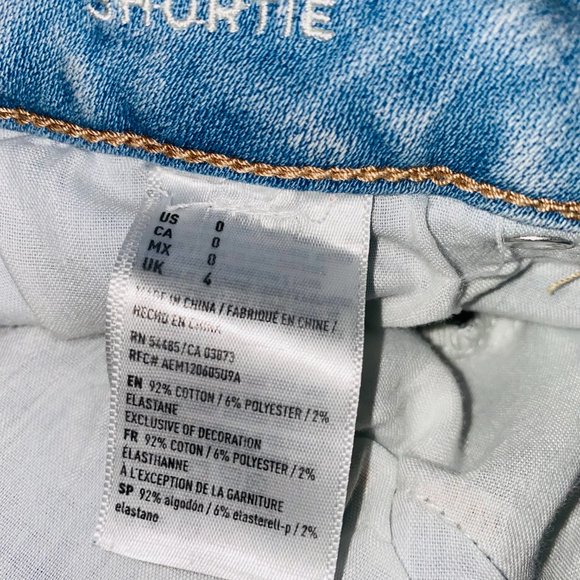 SHORTIE
US 0
CA 0
MX 0
UK 4
MADE IN CHINA / FABRIQUÉ EN CHINE /
HECHO EN CHINA
RN 54485/CA 03873
RFC# AEM120605U9A
EN 92% COTTON / 6% POLYESTER / 2%
ELASTANE
EXCLUSIVE OF DECORATION
FR 92% COTON / 6% POLYESTER / 2%
ÉLASTHANNE
À L'EXCEPTION DE LA GARNITURE
SP 92% algodón / 6% elastereli-p / 2%
elastano